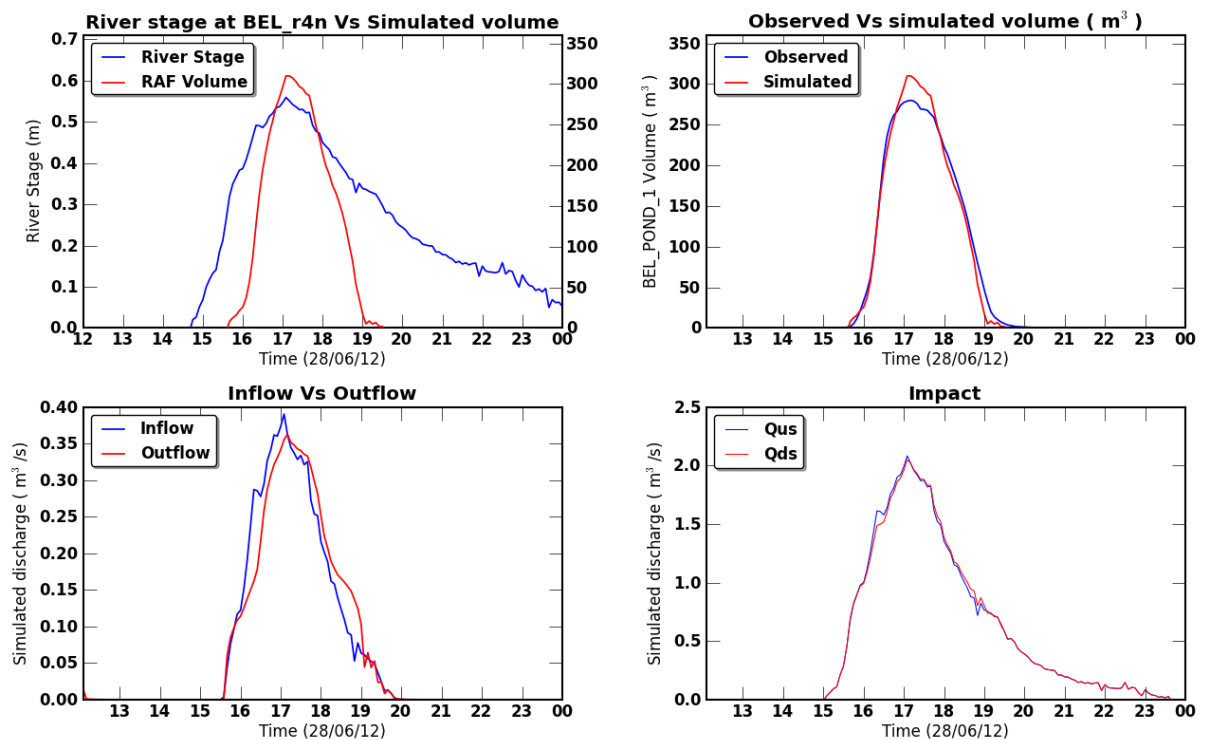 River stage at BEL_r4n Vs Simulated volume
River Stage
RAF Volume
0.7
0.6
0.5
0.4
0.3
0.2
0.1
0.0
River Stage (m)
350
300
250
200
150
100
50
0
12 13 14 15 16 17 18 19 20 21 22 23 00
Time (28/06/12)
Observed Vs simulated volume ( m³ )
Observed
Simulated
350
300
250
200
150
100
50
0
BEL_POND_1 Volume ( m³ )
12 13 14 15 16 17 18 19 20 21 22 23 00
Time (28/06/12)
Inflow Vs Outflow
Inflow
Outflow
0.40
0.35
0.30
0.25
0.20
0.15
0.10
0.05
0.00
Simulated discharge ( m³ /s)
13 14 15 16 17 18 19 20 21 22 23 00
Time (28/06/12)
Impact
Qus
Qds
2.5
2.0
1.5
1.0
0.5
0.0
Simulated discharge ( m³ /s)
13 14 15 16 17 18 19 20 21 22 23 00
Time (28/06/12)